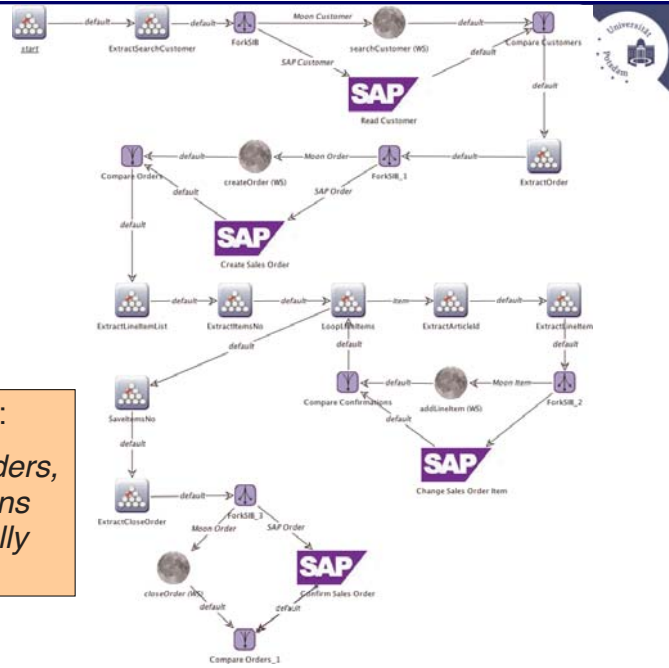 start
default
ExtractSearchCustomer
default
ForkSIB
Moon Customer
searchCustomer (WS)
default
Compare Customers
SAP Customer
default
SAP
Read Customer
default
Universität
Potsdam
Compare Orders
default
createOrder (WS)
Moon Order
ForkSIB_1
default
ExtractOrder
default
SAP Order
default
SAP
Create Sales Order
ExtractLineItemList
default
ExtractItemsNo
default
LoopLineItems
Item
ExtractArticleId
default
ExtractLineItem
default
default
default
Compare Confirmations
default
addLineItem (WS)
Moon Item
ForkSIB_2
default
SAP
Change Sales Order Item
SaveItemsNo
default
:
ders,
ns
lly
ExtractCloseOrder
default
ForkSIB_3
Moon Order
SAP Order
closeOrder (WS)
SAP
Confirm Sales Order
default
default
Compare Orders_1